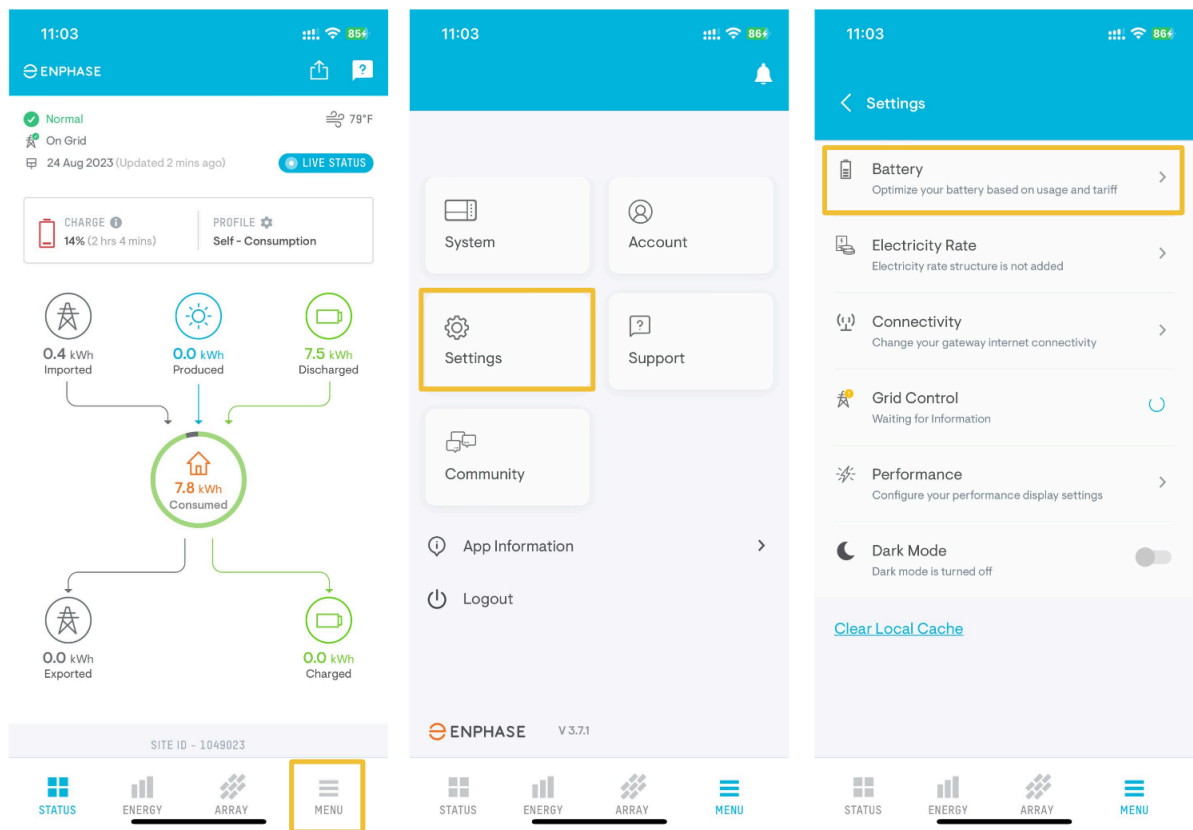 11:03
85
ENPHASE
?
Normal
79°F
On Grid
24 Aug 2023 (Updated 2 mins ago)
LIVE STATUS
CHARGE i
PROFILE
14% (2 hrs 4 mins)
Self - Consumption
0.4 kWh
Imported
0.0 kWh
Produced
7.5 kWh
Discharged
7.8 kWh
Consumed
0.0 kWh
Exported
0.0 kWh
Charged
SITE ID - 1049023
STATUS
ENERGY
ARRAY
MENU
11:03
86
System
Account
Settings
?
Support
Community
i
App Information
Logout
ENPHASE
V 3.7.1
STATUS
ENERGY
ARRAY
MENU
11:03
86
Settings
Battery
Optimize your battery based on usage and tariff
Electricity Rate
Electricity rate structure is not added
Connectivity
Change your gateway internet connectivity
Grid Control
Waiting for Information
Performance
Configure your performance display settings
Dark Mode
Dark mode is turned off
Clear Local Cache
STATUS
ENERGY
ARRAY
MENU